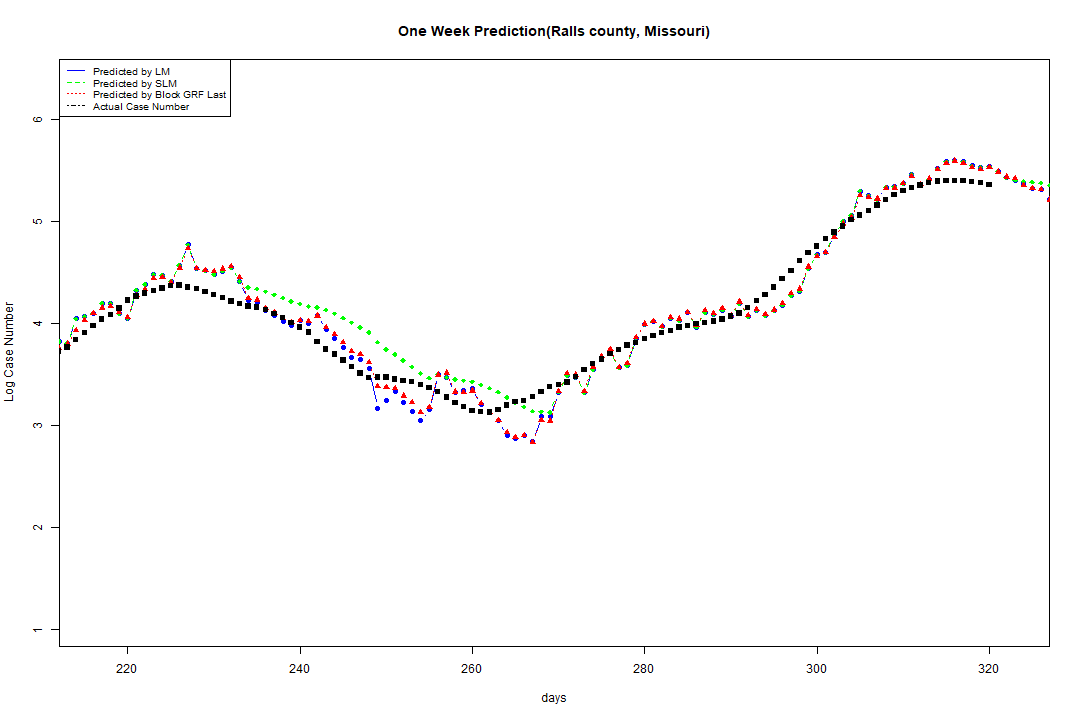 One Week Prediction(Ralls county, Missouri)
Predicted by LM
Predicted by SLM
Predicted by Block GRF Last
Actual Case Number
6
5
4
3
2
1
Log Case Number
220 240 260 280 300 320
days